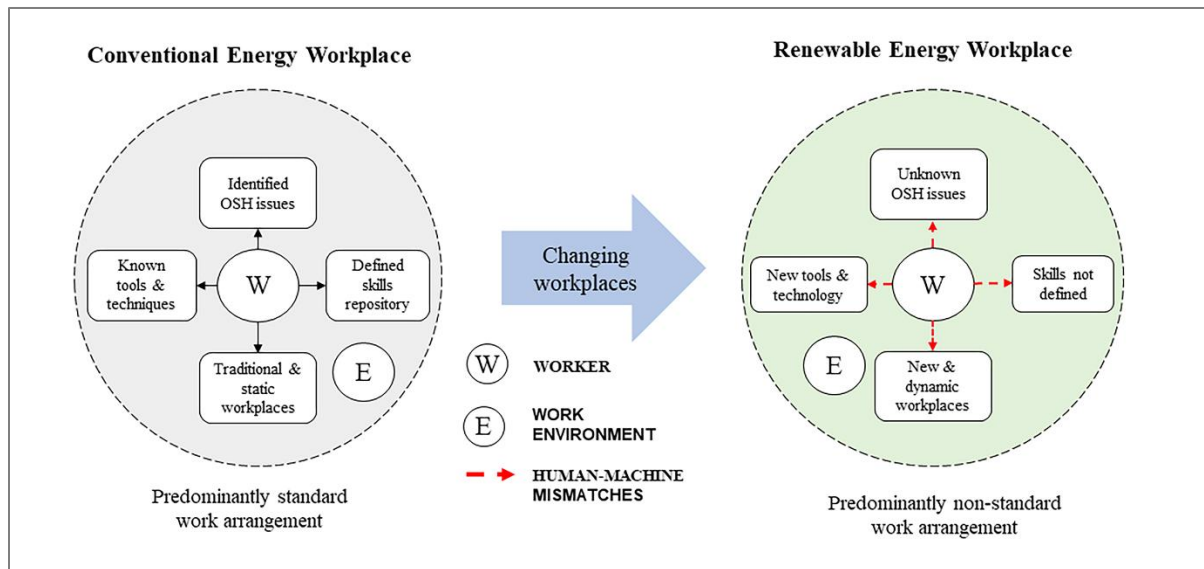 Conventional Energy Workplace
Identified
OSH issues
Known
tools &
techniques
W
Defined
skills
repository
Traditional &
static
workplaces
E
Predominantly standard
work arrangement
Changing
workplaces
W
WORKER
E
WORK
ENVIRONMENT
HUMAN-MACHINE
MISMATCHES
Renewable Energy Workplace
Unknown
OSH issues
New tools &
technology
W
Skills not
defined
E
New &
dynamic
workplaces
Predominantly non-standard
work arrangement